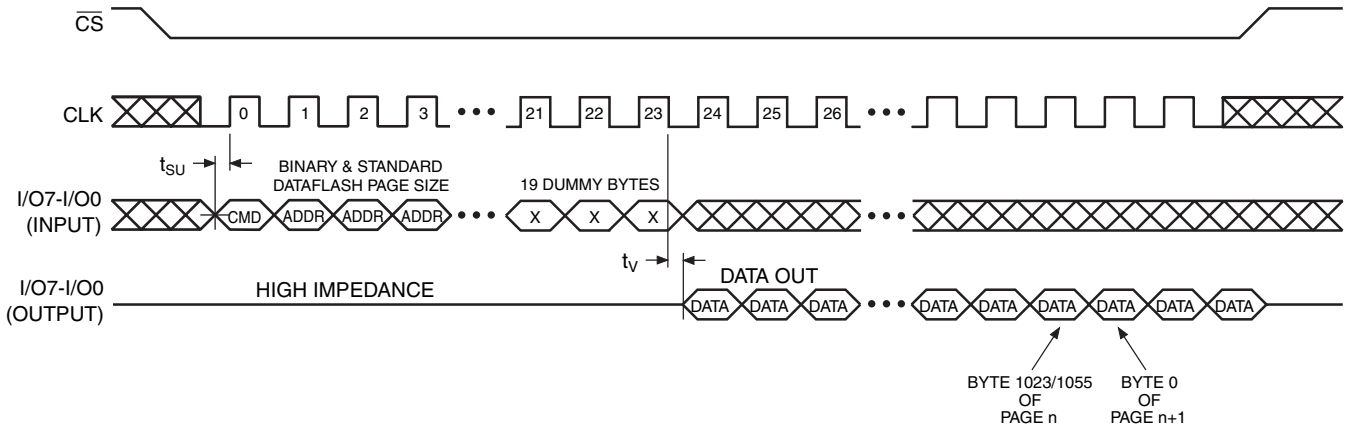 CS
CLK
0 1 2 3 ••• 21 22 23 24 25 26 •••
tSU
BINARY & STANDARD
DATAFLASH PAGE SIZE
19 DUMMY BYTES
I/O7-I/O0
(INPUT)
CMD ADDR ADDR ADDR ••• X X X •••
tV
DATA OUT
I/O7-I/O0
(OUTPUT)
HIGH IMPEDANCE
DATA DATA DATA ••• DATA DATA DATA DATA DATA DATA
BYTE 1023/1055
OF
PAGE n
BYTE 0
OF
PAGE n+1